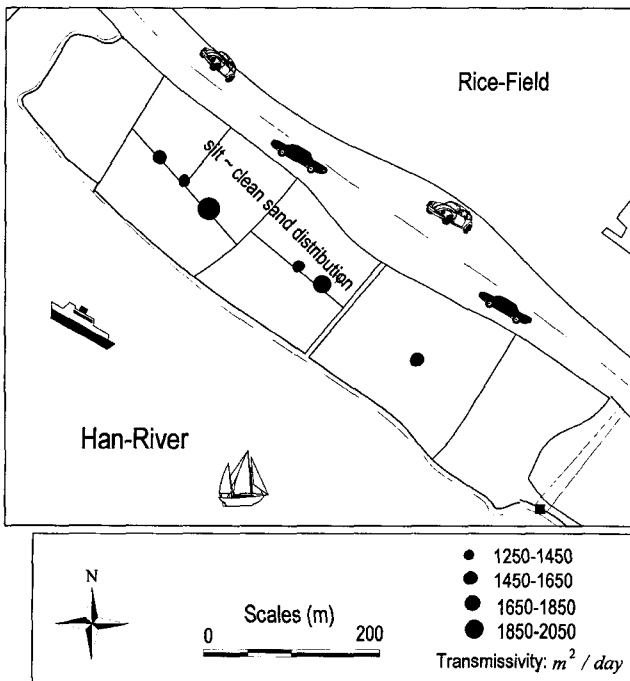 Rice-Field
silt ~ clean sand distribution
Han-River
N
Scales (m)
0 200
1250-1450
1450-1650
1650-1850
1850-2050
Transmissivity: m² / day